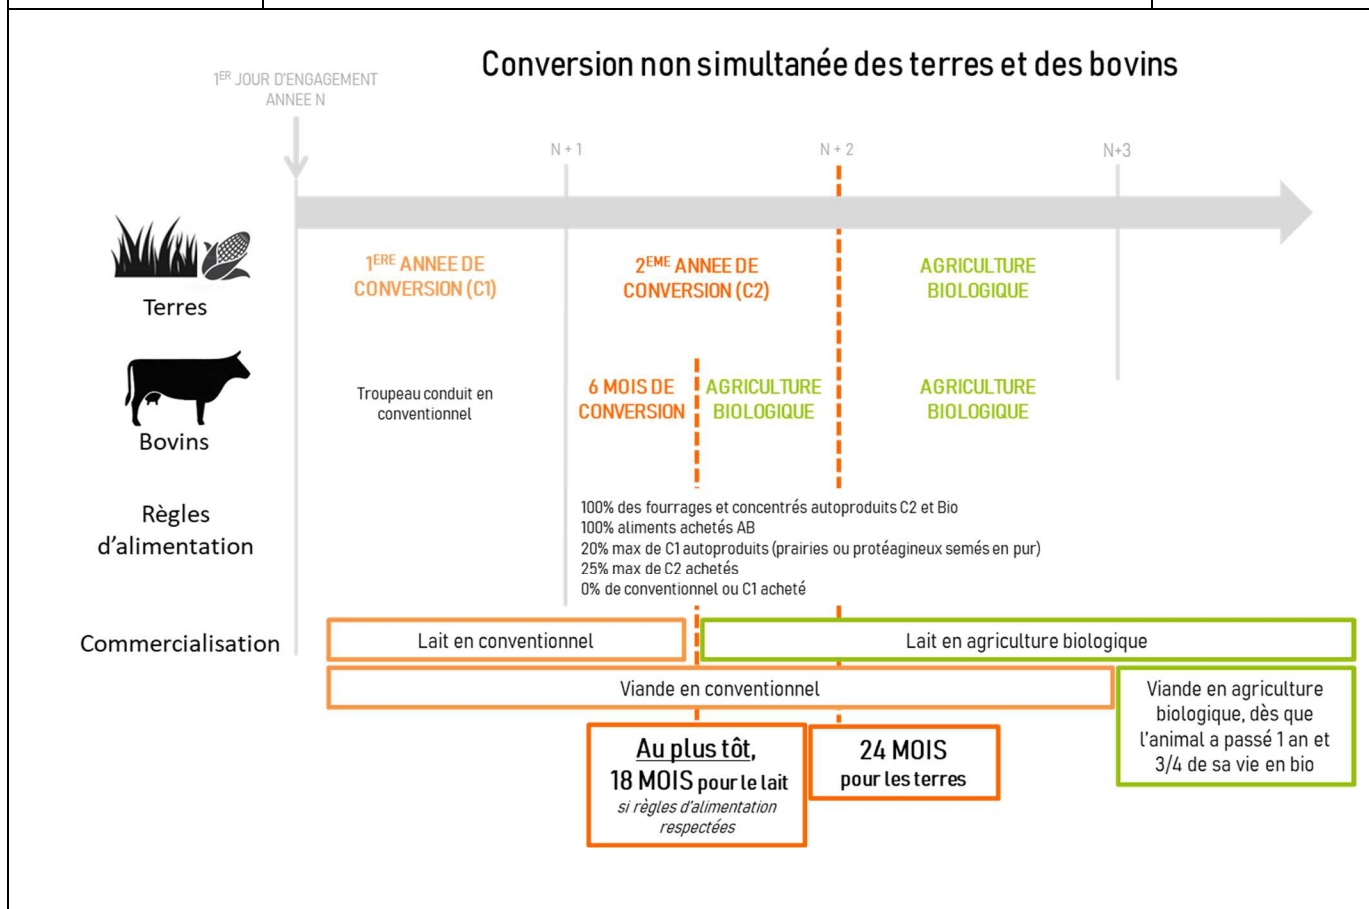 Conversion non simultanée des terres et des bovins
1ER JOUR D'ENGAGEMENT
ANNEE N
N + 1
N + 2
N+3
Terres
1ERE ANNEE DE
CONVERSION (C1)
2EME ANNEE DE
CONVERSION (C2)
AGRICULTURE
BIOLOGIQUE
Bovins
Troupeau conduit en
conventionnel
6 MOIS DE
CONVERSION
AGRICULTURE
BIOLOGIQUE
AGRICULTURE
BIOLOGIQUE
Règles
d'alimentation
100% des fourrages et concentrés autoproduits C2 et Bio
100% aliments achetés AB
20% max de C1 autoproduits (prairies ou protéagineux semés en pur)
25% max de C2 achetés
0% de conventionnel ou C1 acheté
Commercialisation
Lait en conventionnel
Lait en agriculture biologique
Viande en conventionnel
Viande en agriculture
biologique, dès que
l'animal a passé 1 an et
3/4 de sa vie en bio
Au plus tôt,
18 MOIS pour le lait
si règles d'alimentation
respectées
24 MOIS
pour les terres